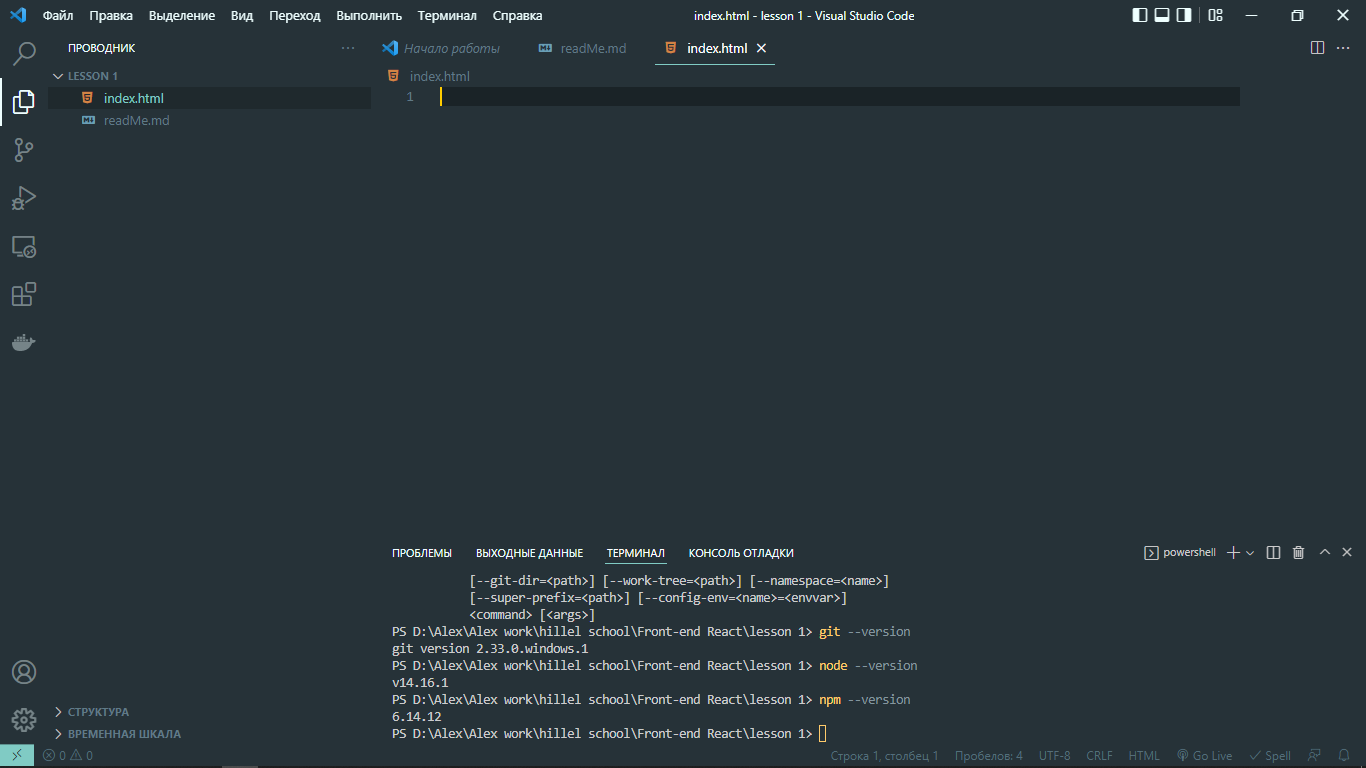 Файл Правка Выделение Вид Переход Выполнить Терминал Справка index.html - lesson 1 - Visual Studio Code
ПРОВОДНИК
Начало работы readMe.md index.html
LESSON 1
index.html
index.html
readMe.md
1
ПРОБЛЕМЫ ВЫХОДНЫЕ ДАННЫЕ ТЕРМИНАЛ КОНСОЛЬ ОТЛАДКИ powershell
[--git-dir=<path>] [--work-tree=<path>] [--namespace=<name>]
[--super-prefix=<path>] [--config-env=<name>=<envvar>]
<command> [<args>]
PS D:\Alex\Alex work\hillel school\Front-end React\lesson 1> git --version
git version 2.33.0.windows.1
PS D:\Alex\Alex work\hillel school\Front-end React\lesson 1> node --version
v14.16.1
PS D:\Alex\Alex work\hillel school\Front-end React\lesson 1> npm --version
6.14.12
PS D:\Alex\Alex work\hillel school\Front-end React\lesson 1>
СТРУКТУРА
ВРЕМЕННАЯ ШКАЛА
0 0 Строка 1, столбец 1 Пробелов: 4 UTF-8 CRLF HTML Go Live Spell